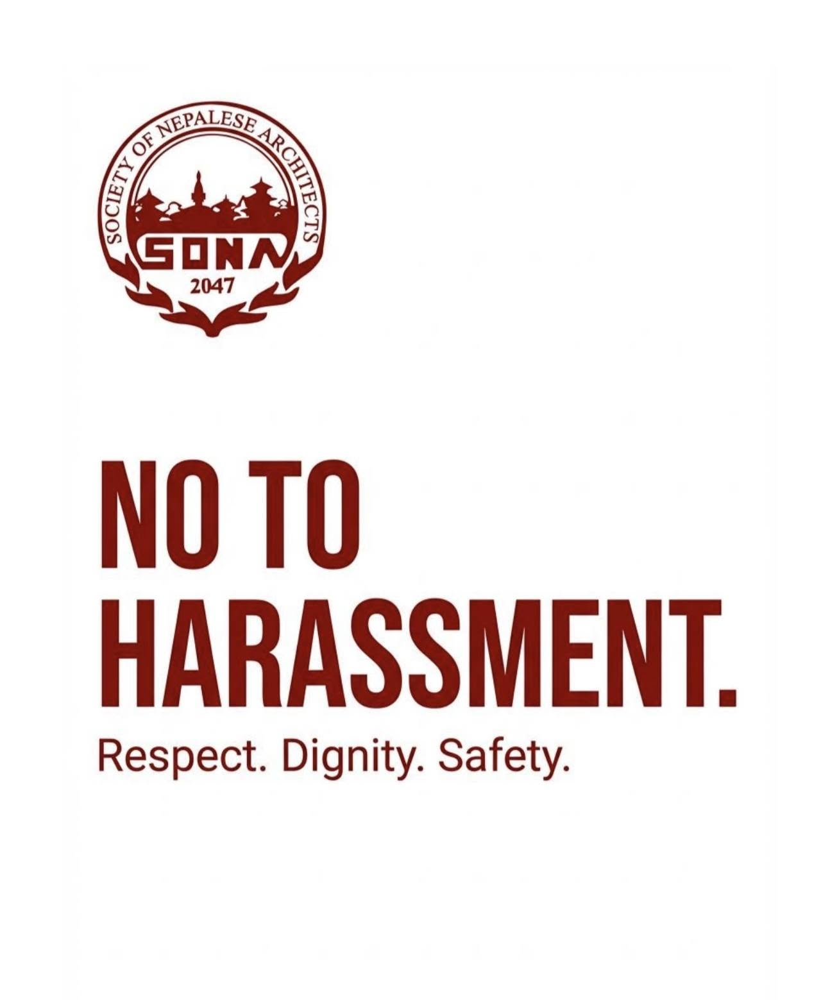 SOCIETY OF NEPALESE ARCHITECTS
SONA
2047
NO TO
HARASSMENT.
Respect. Dignity. Safety.